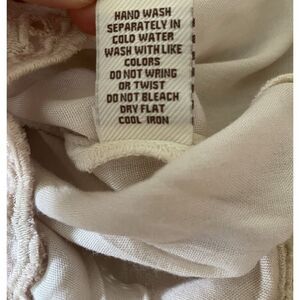 HAND WASH
SEPARATELY IN
COLD WATER
WASH WITH LIKE
COLORS
DO NOT WRING
OR TWIST
DO NOT BLEACH
DRY FLAT
COOL IRON